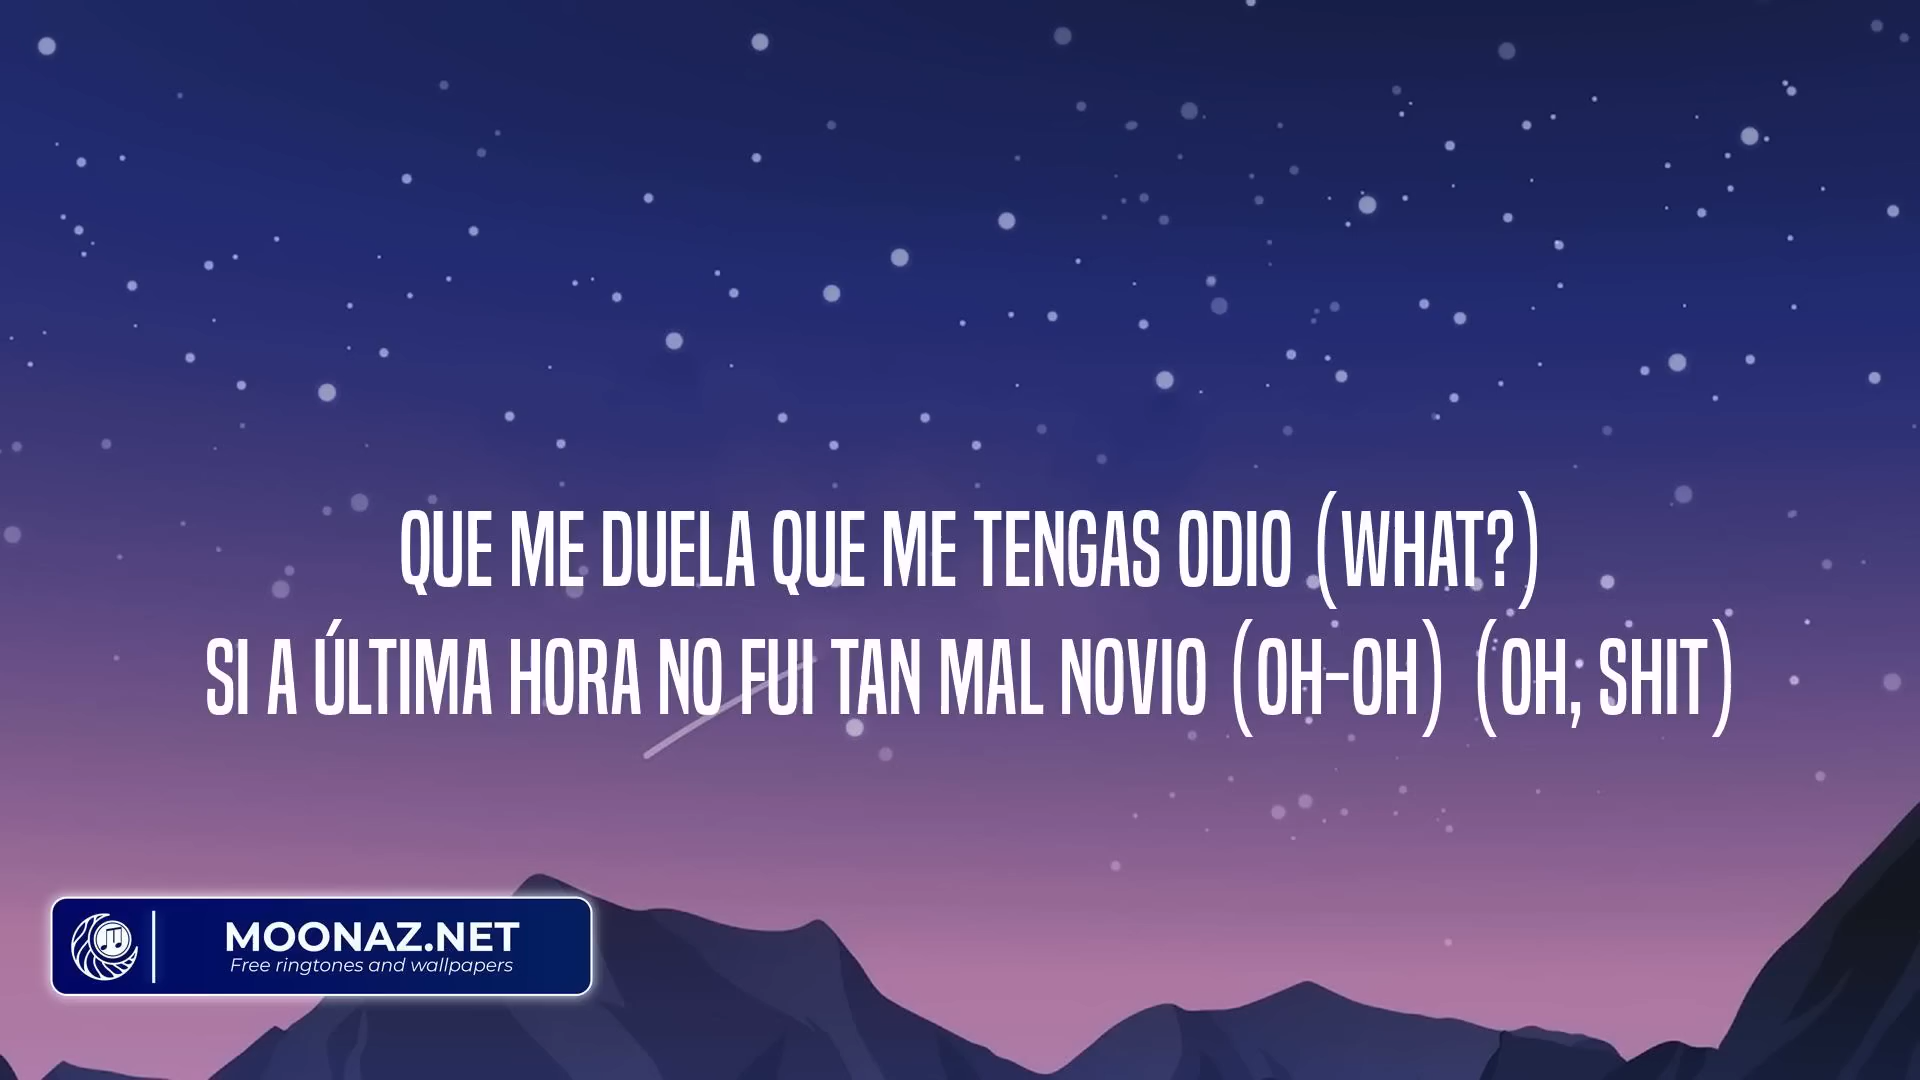 QUE ME DUELA QUE ME TENGAS ODIO (WHAT?)
SI A ÚLTIMA HORA NO FUI TAN MAL NOVIO (OH-OH) (OH, SHIT)
MOONAZ.NET
Free ringtones and wallpapers